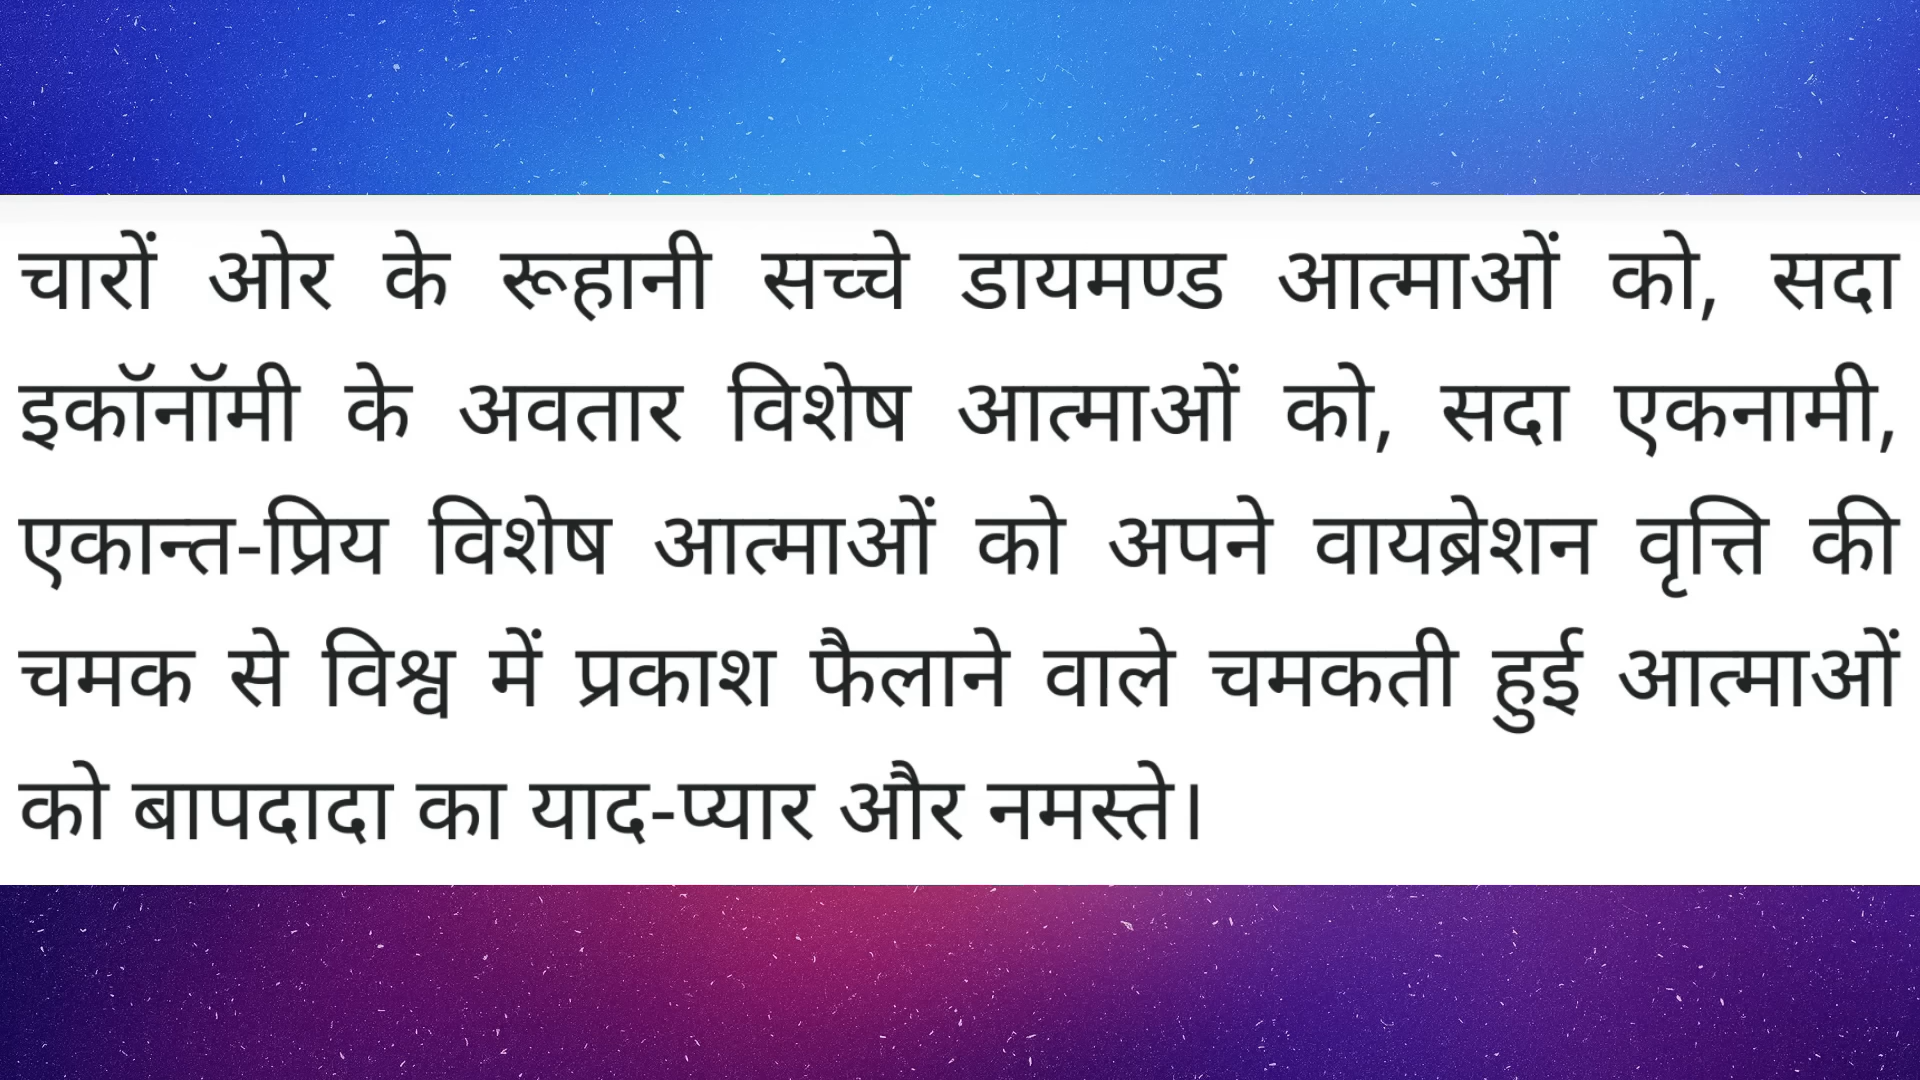 चारों ओर के रूहानी सच्चे डायमण्ड आत्माओं को, सदा
इकॉनॉमी के अवतार विशेष आत्माओं को, सदा एकनामी,
एकान्त-प्रिय विशेष आत्माओं को अपने वायब्रेशन वृत्ति की
चमक से विश्व में प्रकाश फैलाने वाले चमकती हुई आत्माओं
को बापदादा का याद-प्यार और नमस्ते।